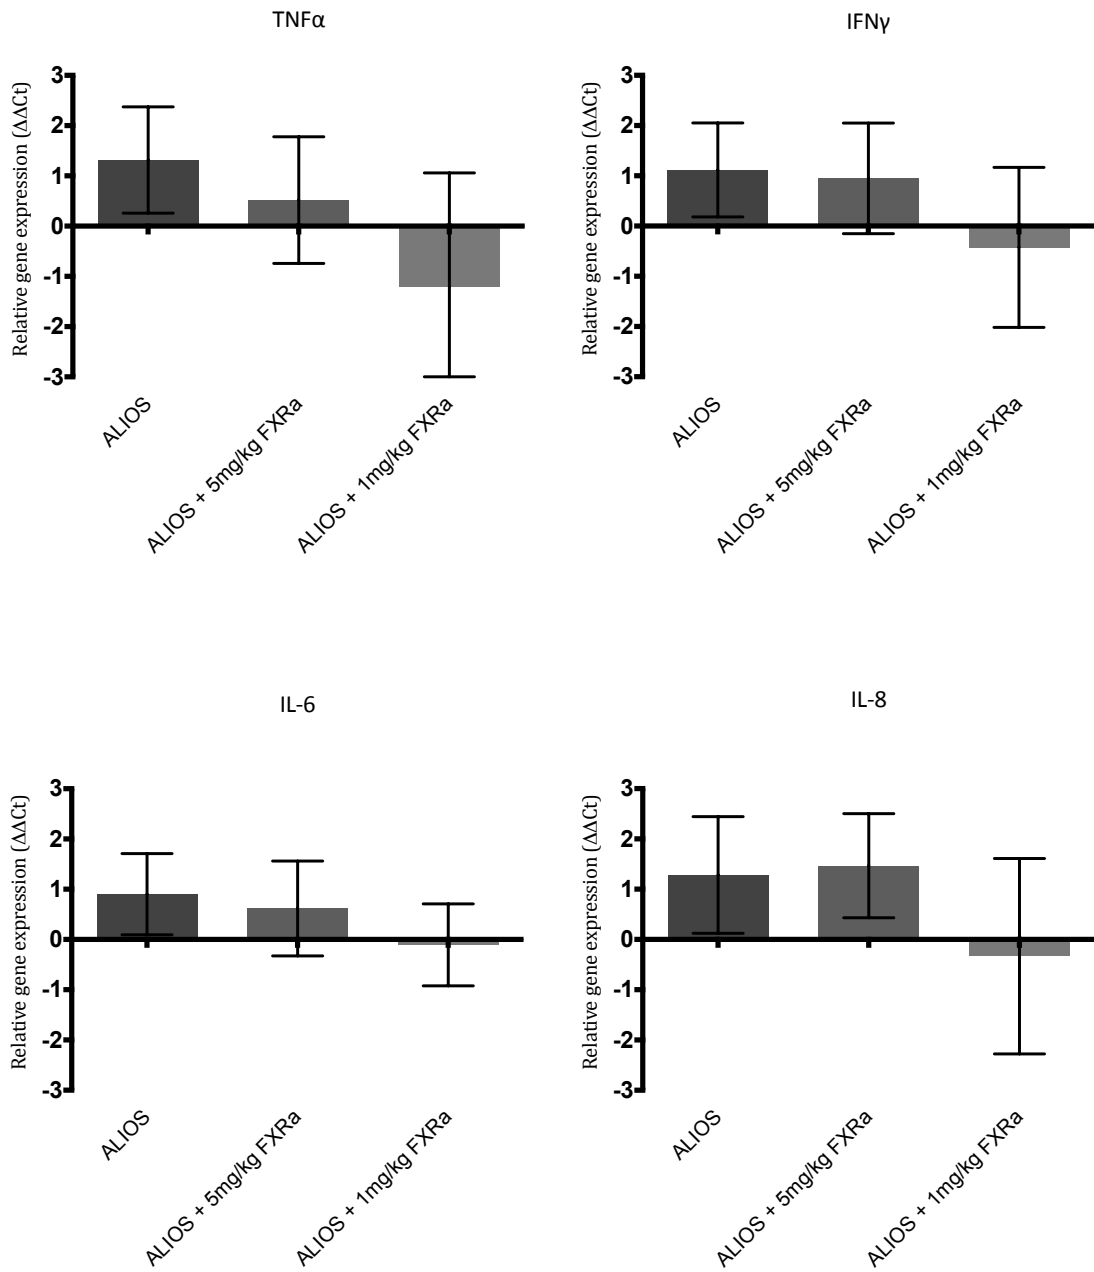 TNFα
Relative gene expression (ΔΔCt)
3
2
1
0
-1
-2
-3
ALIOS
ALIOS + 5mg/kg FXRa
ALIOS + 1mg/kg FXRa
IFNγ
Relative gene expression (ΔΔCt)
3
2
1
0
-1
-2
-3
ALIOS
ALIOS + 5mg/kg FXRa
ALIOS + 1mg/kg FXRa
IL-6
Relative gene expression (ΔΔCt)
3
2
1
0
-1
-2
-3
ALIOS
ALIOS + 5mg/kg FXRa
ALIOS + 1mg/kg FXRa
IL-8
Relative gene expression (ΔΔCt)
3
2
1
0
-1
-2
-3
ALIOS
ALIOS + 5mg/kg FXRa
ALIOS + 1mg/kg FXRa